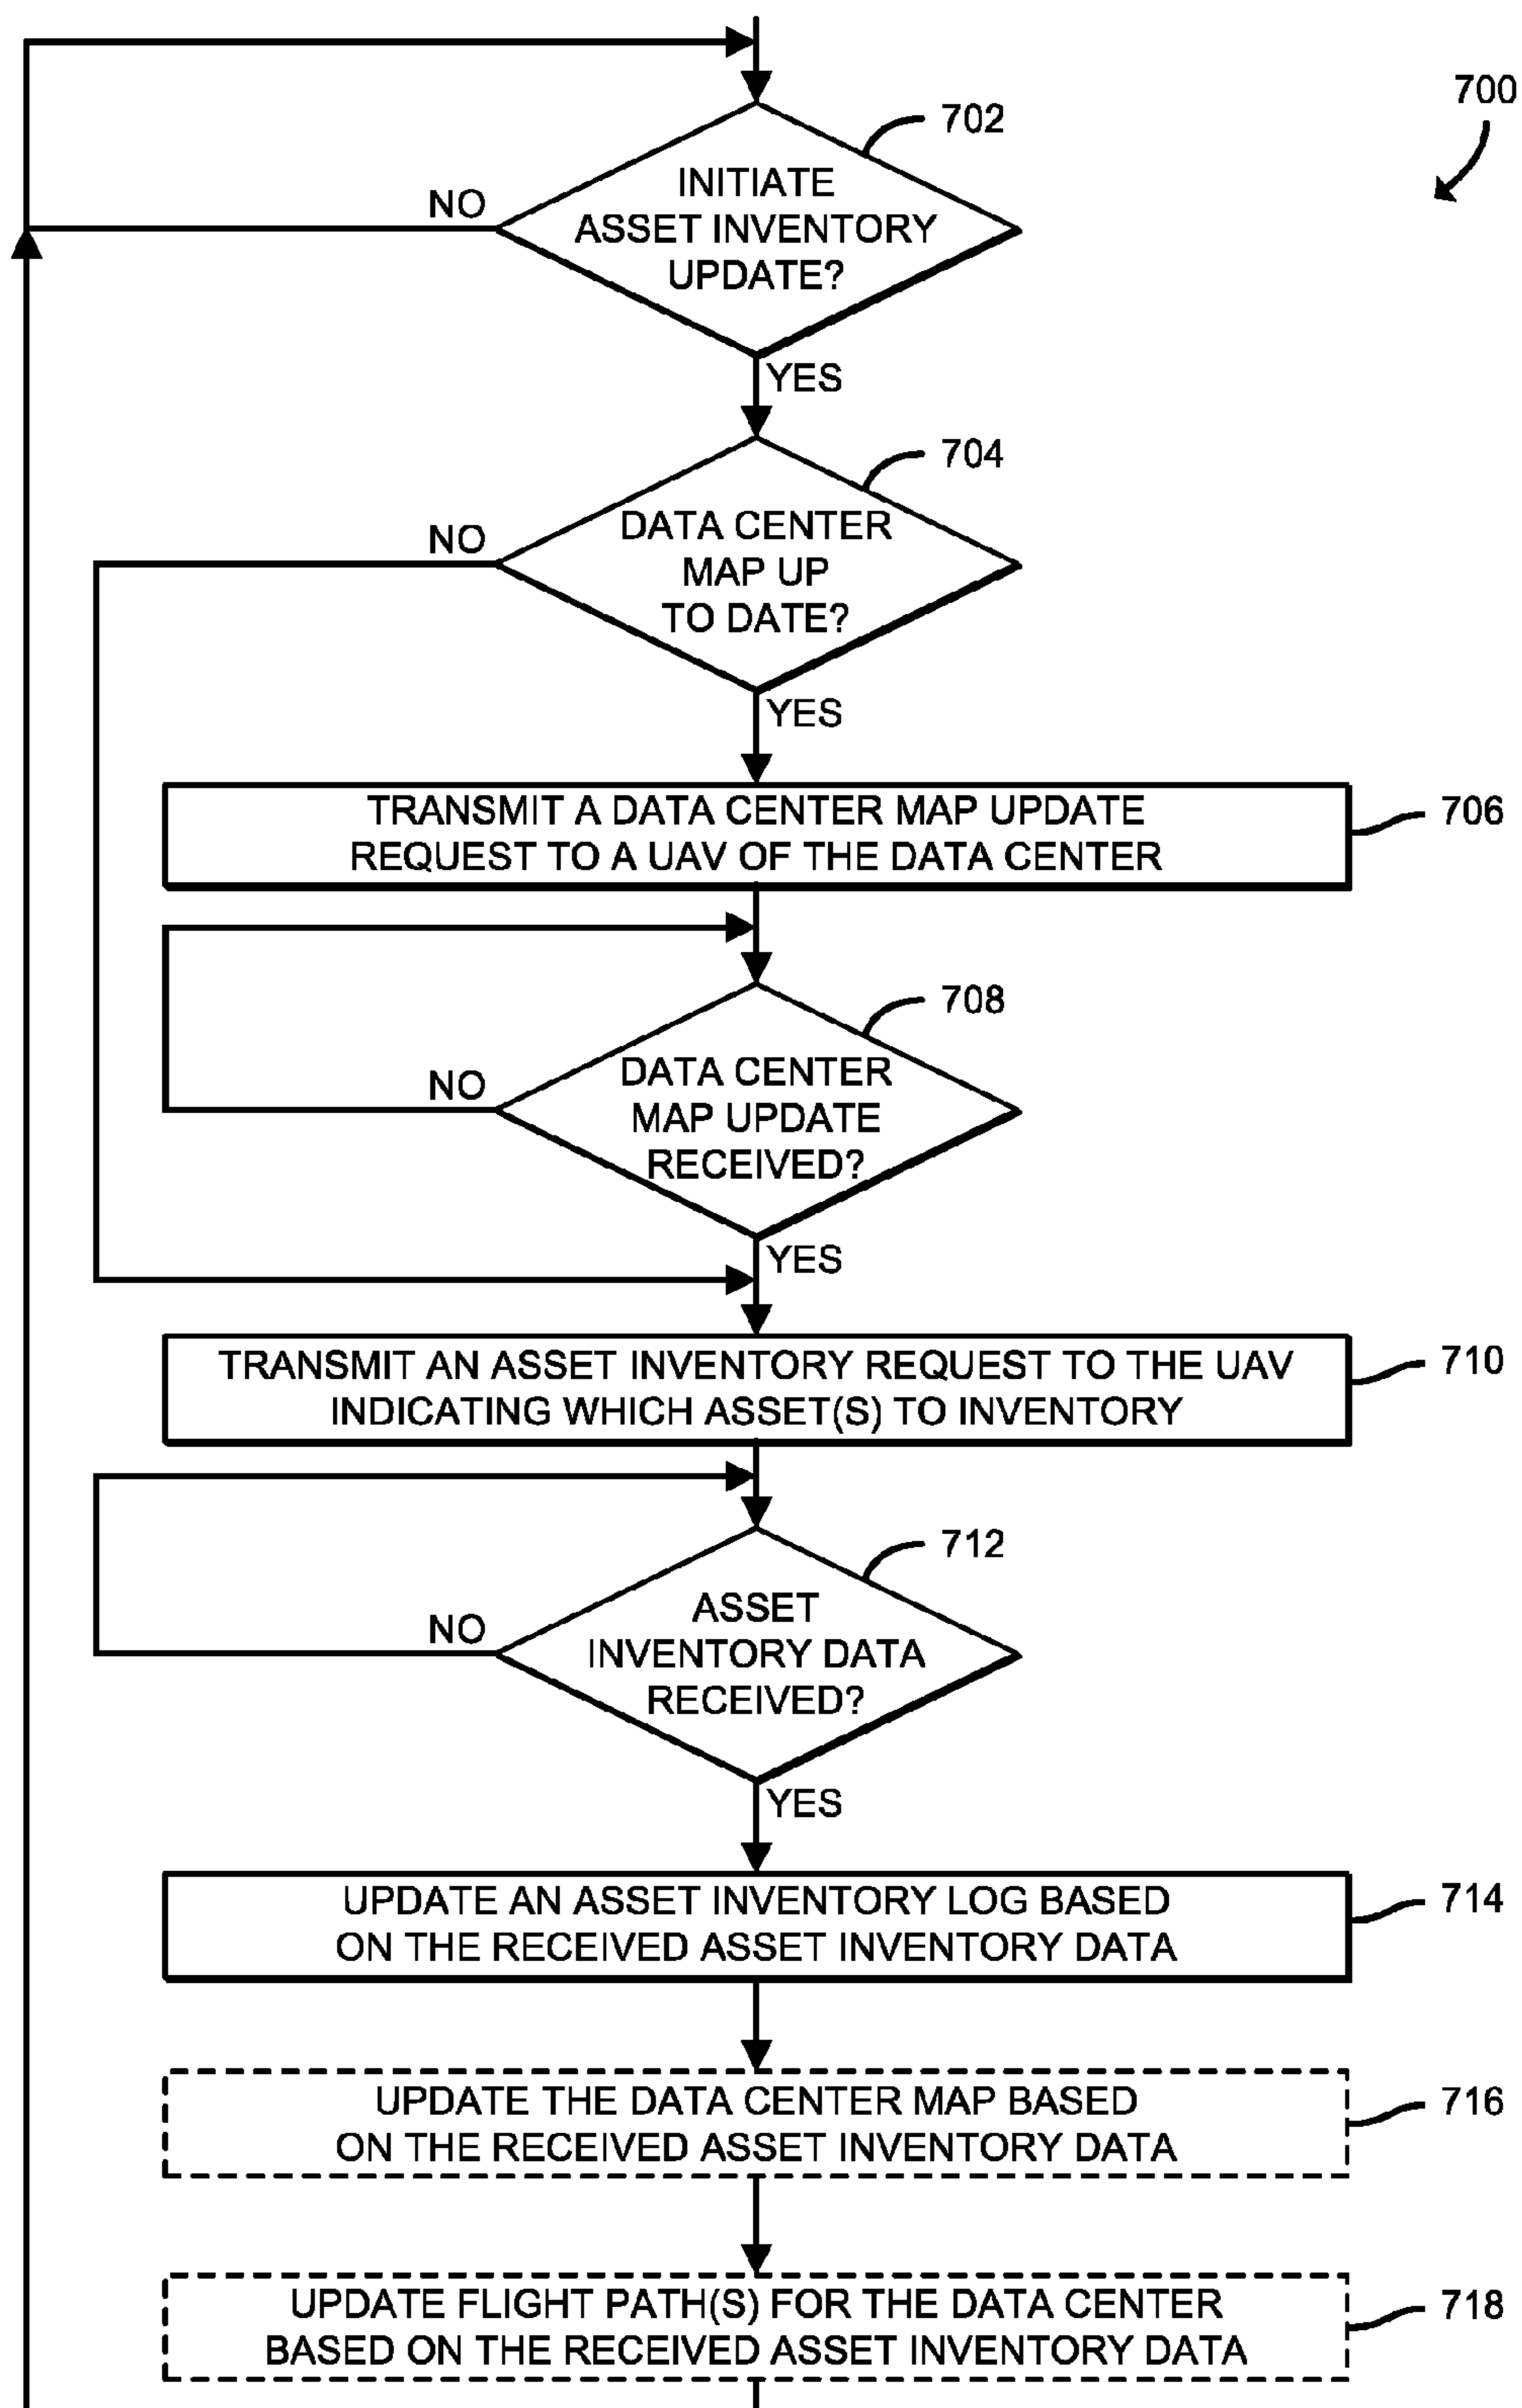 700
702
INITIATE
ASSET INVENTORY
UPDATE?
NO
YES
704
DATA CENTER
MAP UP
TO DATE?
NO
YES
TRANSMIT A DATA CENTER MAP UPDATE
REQUEST TO A UAV OF THE DATA CENTER
706
708
DATA CENTER
MAP UPDATE
RECEIVED?
NO
YES
TRANSMIT AN ASSET INVENTORY REQUEST TO THE UAV
INDICATING WHICH ASSET(S) TO INVENTORY
710
712
ASSET
INVENTORY DATA
RECEIVED?
NO
YES
UPDATE AN ASSET INVENTORY LOG BASED
ON THE RECEIVED ASSET INVENTORY DATA
714
UPDATE THE DATA CENTER MAP BASED
ON THE RECEIVED ASSET INVENTORY DATA
716
UPDATE FLIGHT PATH(S) FOR THE DATA CENTER
BASED ON THE RECEIVED ASSET INVENTORY DATA
718